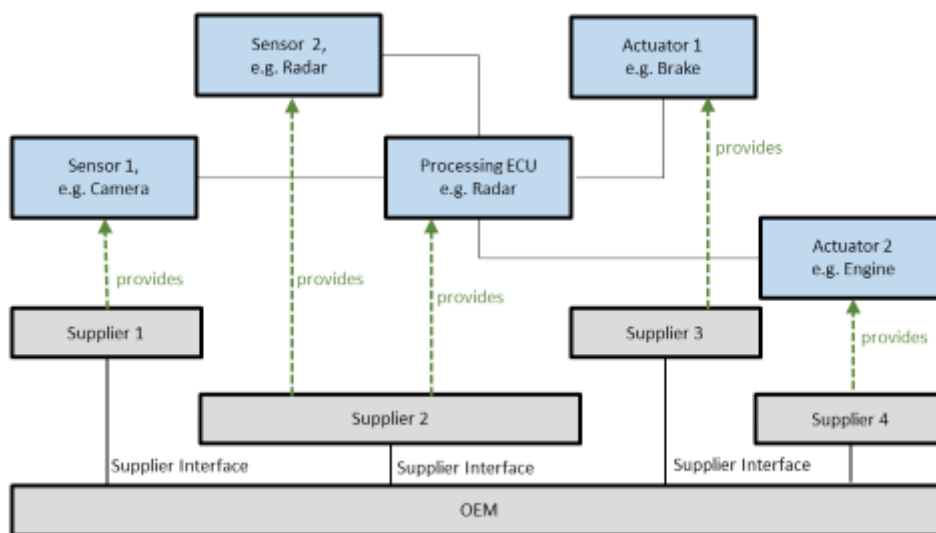 Sensor 2,
e.g. Radar
Actuator 1
e.g. Brake
Sensor 1,
e.g. Camera
Processing ECU
e.g. Radar
provides
Actuator 2
e.g. Engine
provides
provides
provides
Supplier 1
Supplier 3
provides
Supplier 2
Supplier 4
Supplier Interface
Supplier Interface
Supplier Interface
OEM